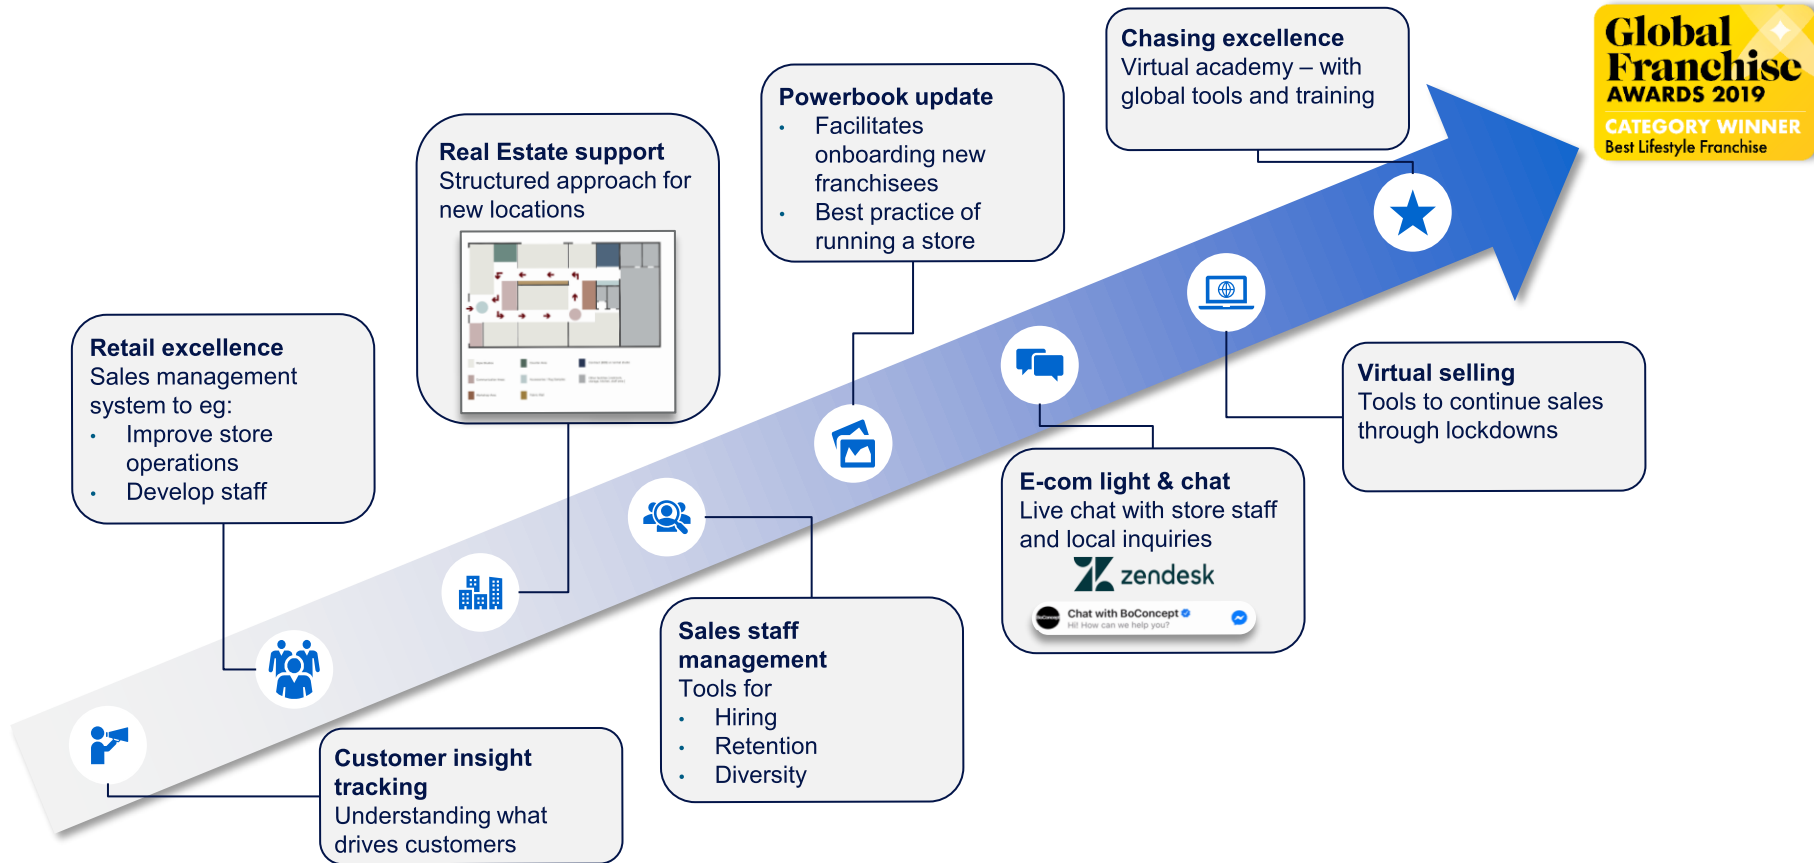 Chasing excellence
Virtual academy – with
global tools and training
Global
Franchise
AWARDS 2019
CATEGORY WINNER
Best Lifestyle Franchise
Powerbook update
• Facilitates
onboarding new
franchisees
• Best practice of
running a store
Real Estate support
Structured approach for
new locations
Retail excellence
Sales management
system to eg:
• Improve store
operations
• Develop staff
Virtual selling
Tools to continue sales
through lockdowns
E-com light & chat
Live chat with store staff
and local inquiries
zendesk
Chat with BoConcept
Hi! How can we help you?
Sales staff
management
Tools for
• Hiring
• Retention
• Diversity
Customer insight
tracking
Understanding what
drives customers